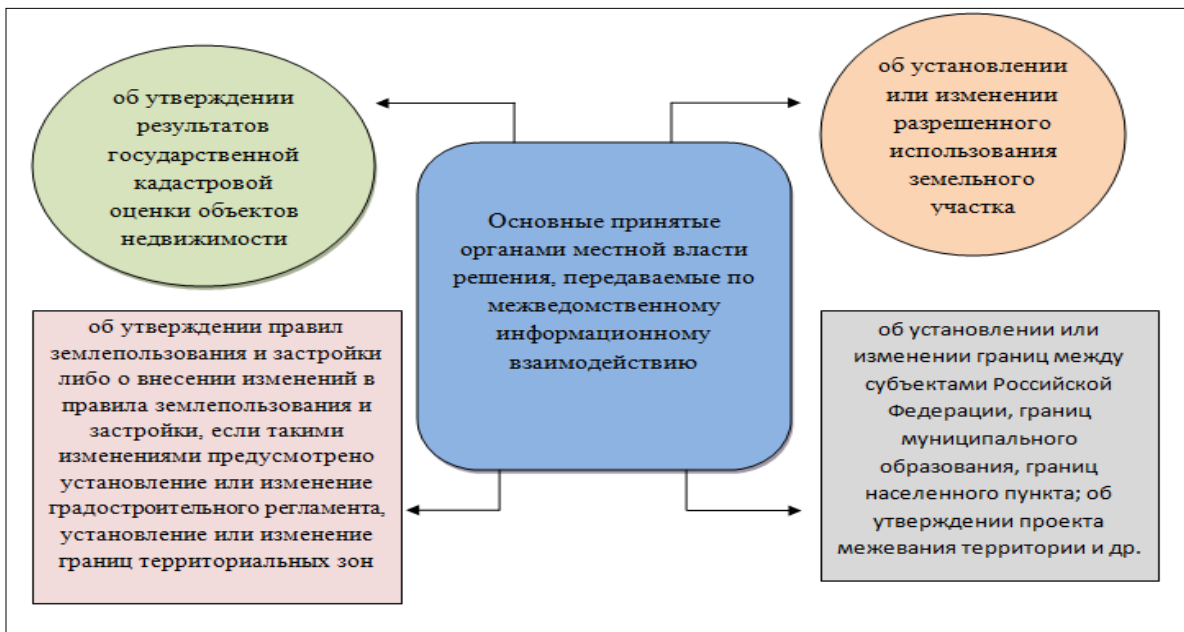 об утверждении
результатов
государственной
кадастровой
оценки объектов
недвижимости
об установлении
или изменении
разрешенного
использования
земельного
участка
Основные принятые
органами местной власти
решения, передаваемые по
межведомственному
информационному
взаимодействию
об утверждении правил
землепользования и застройки
либо о внесении изменений в
правила землепользования и
застройки, если такими
изменениями предусмотрено
установление или изменение
градостроительного регламента,
установление или изменение
границ территориальных зон
об установлении или
изменении границ между
субъектами Российской
Федерации, границ
муниципального
образования, границ
населенного пункта; об
утверждении проекта
межевания территории и др.